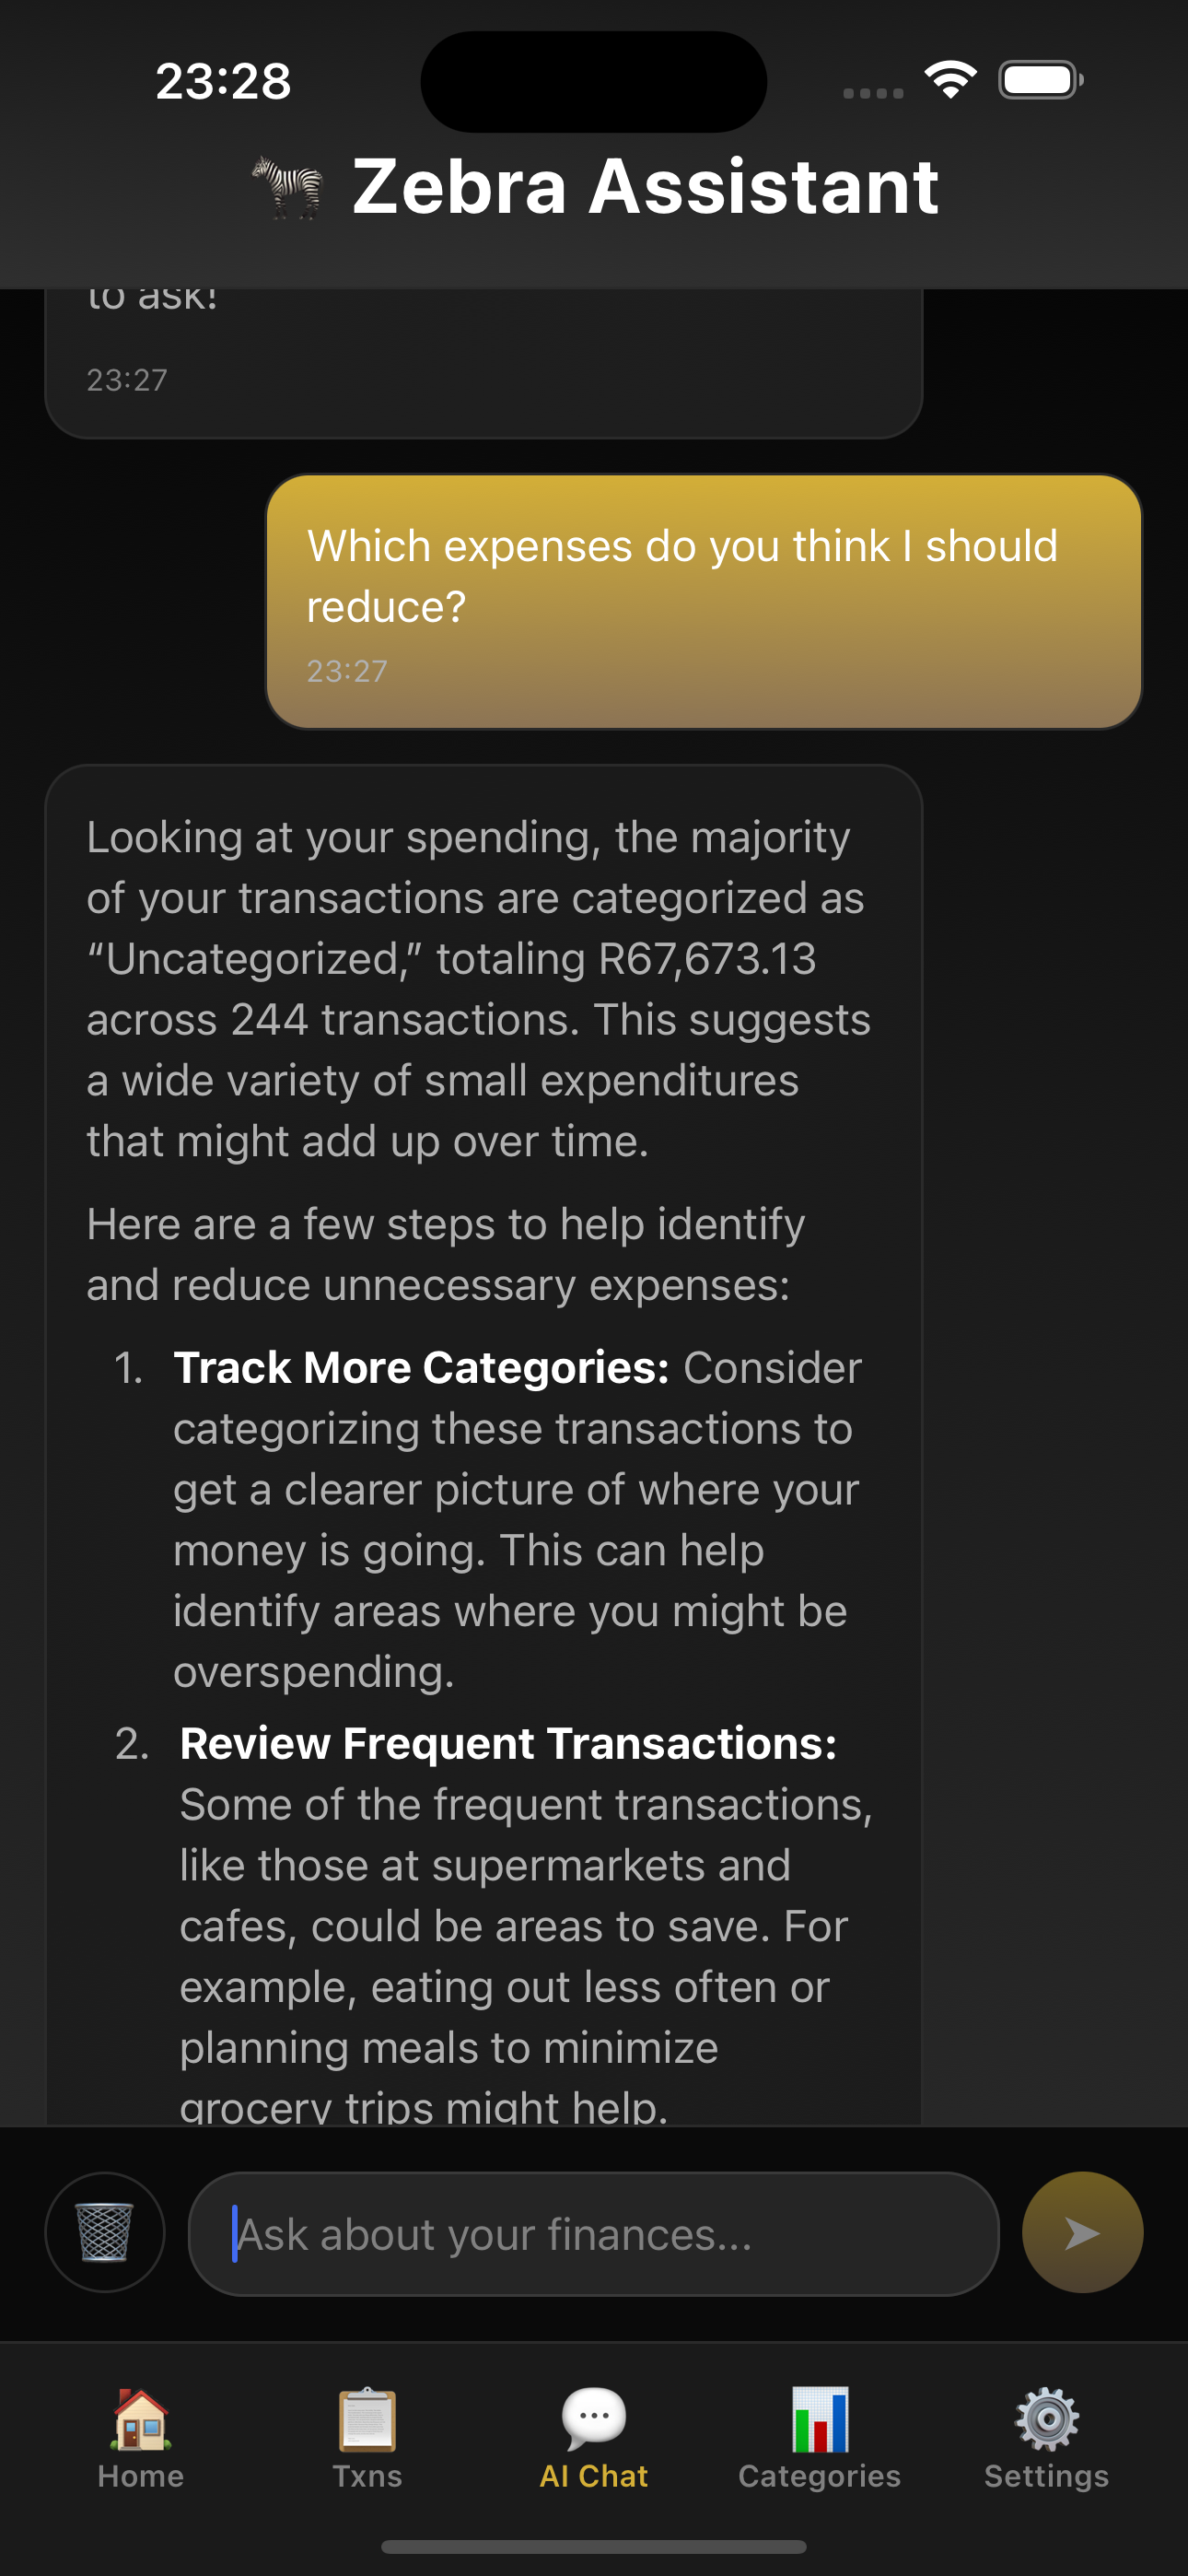 23:28
Zebra Assistant
to ask!
23:27
Which expenses do you think I should
reduce?
23:27
Looking at your spending, the majority
of your transactions are categorized as
“Uncategorized,” totaling R67,673.13
across 244 transactions. This suggests
a wide variety of small expenditures
that might add up over time.
Here are a few steps to help identify
and reduce unnecessary expenses:
1. Track More Categories: Consider
categorizing these transactions to
get a clearer picture of where your
money is going. This can help
identify areas where you might be
overspending.
2. Review Frequent Transactions:
Some of the frequent transactions,
like those at supermarkets and
cafes, could be areas to save. For
example, eating out less often or
planning meals to minimize
grocery trips might help.
Ask about your finances...
Home
Txns
AI Chat
Categories
Settings